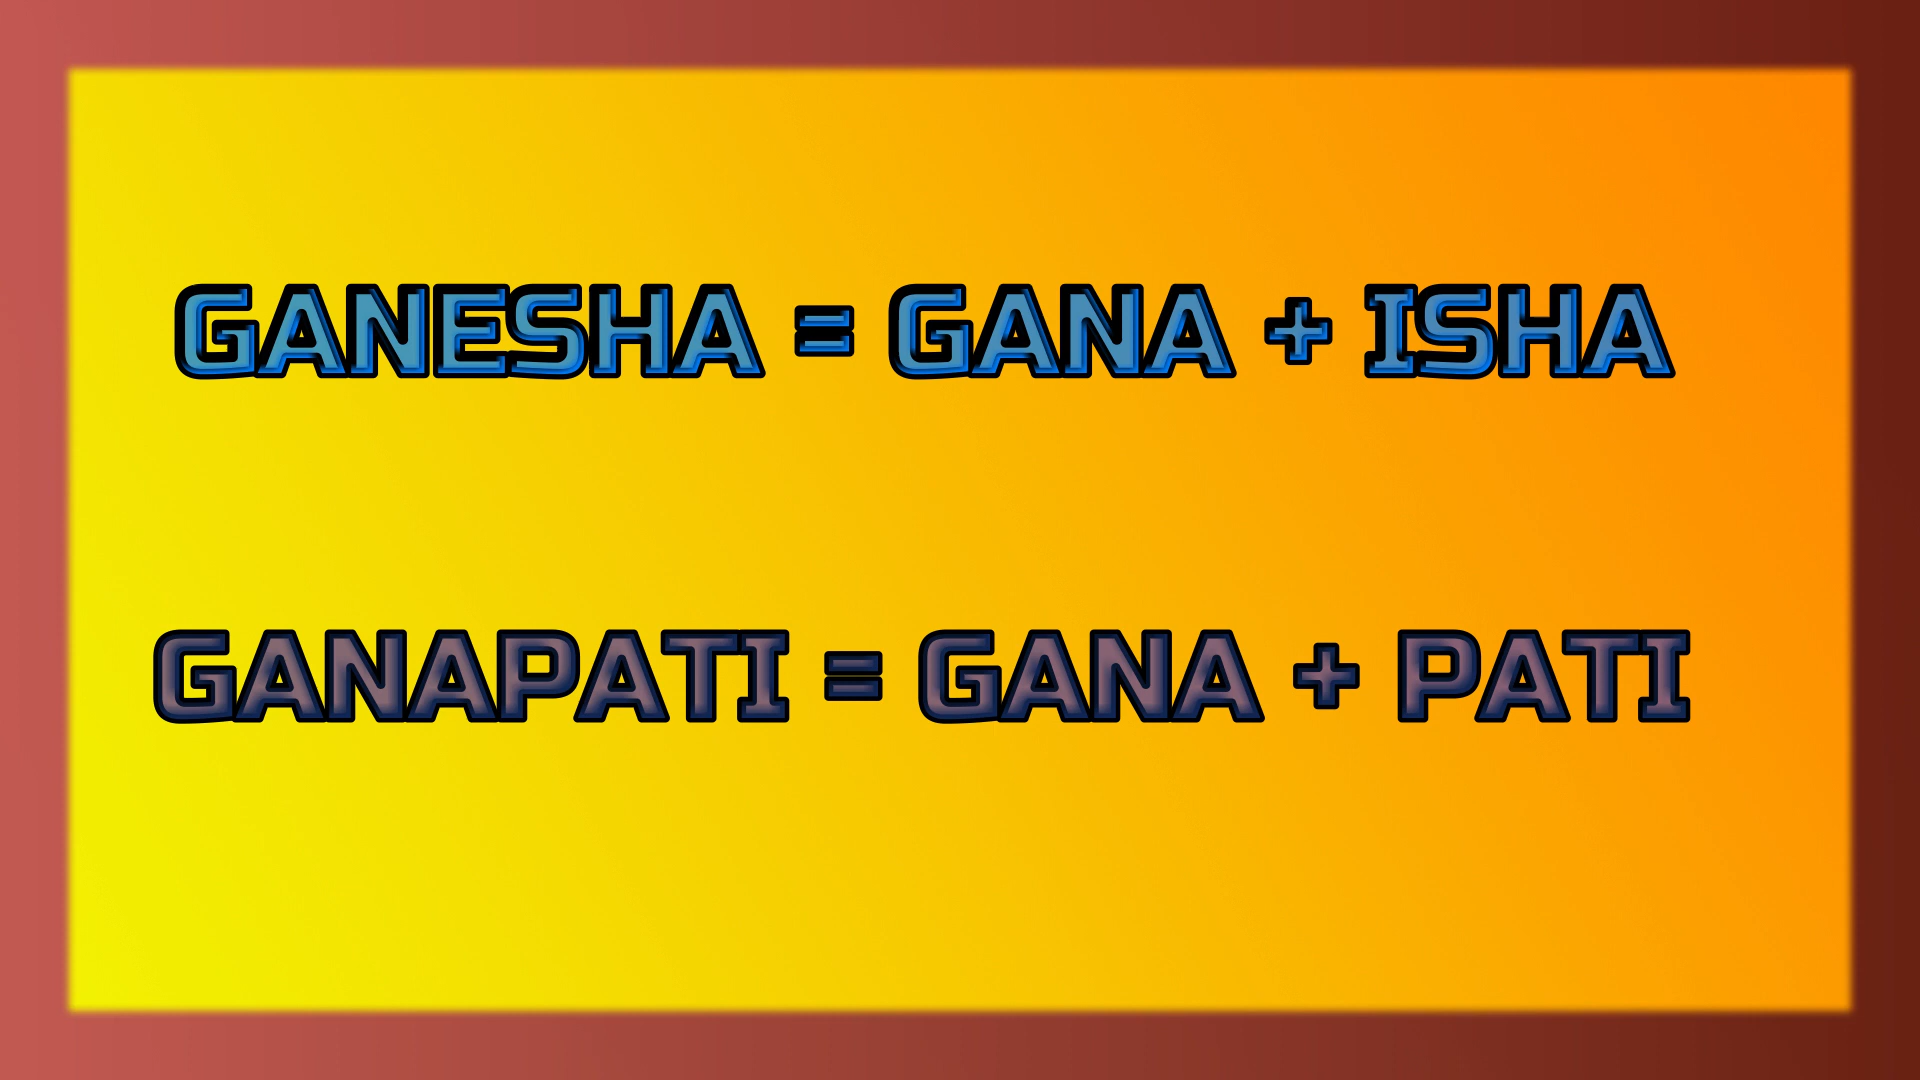 GANESHA = GANA + ISHA
GANAPATI = GANA + PATI